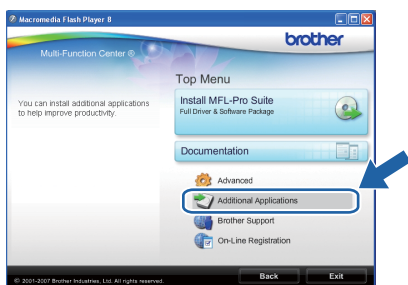 Macromedia Flash Player 8
brother
Multi-Function Center ®
Top Menu
You can install additional applications
to help improve productivity.
Install MFL-Pro Suite
Full Driver & Software Package
Documentation
Advanced
Additional Applications
Brother Support
On-Line Registration
© 2001-2007 Brother Industries, Ltd. All rights reserved.
Back
Exit